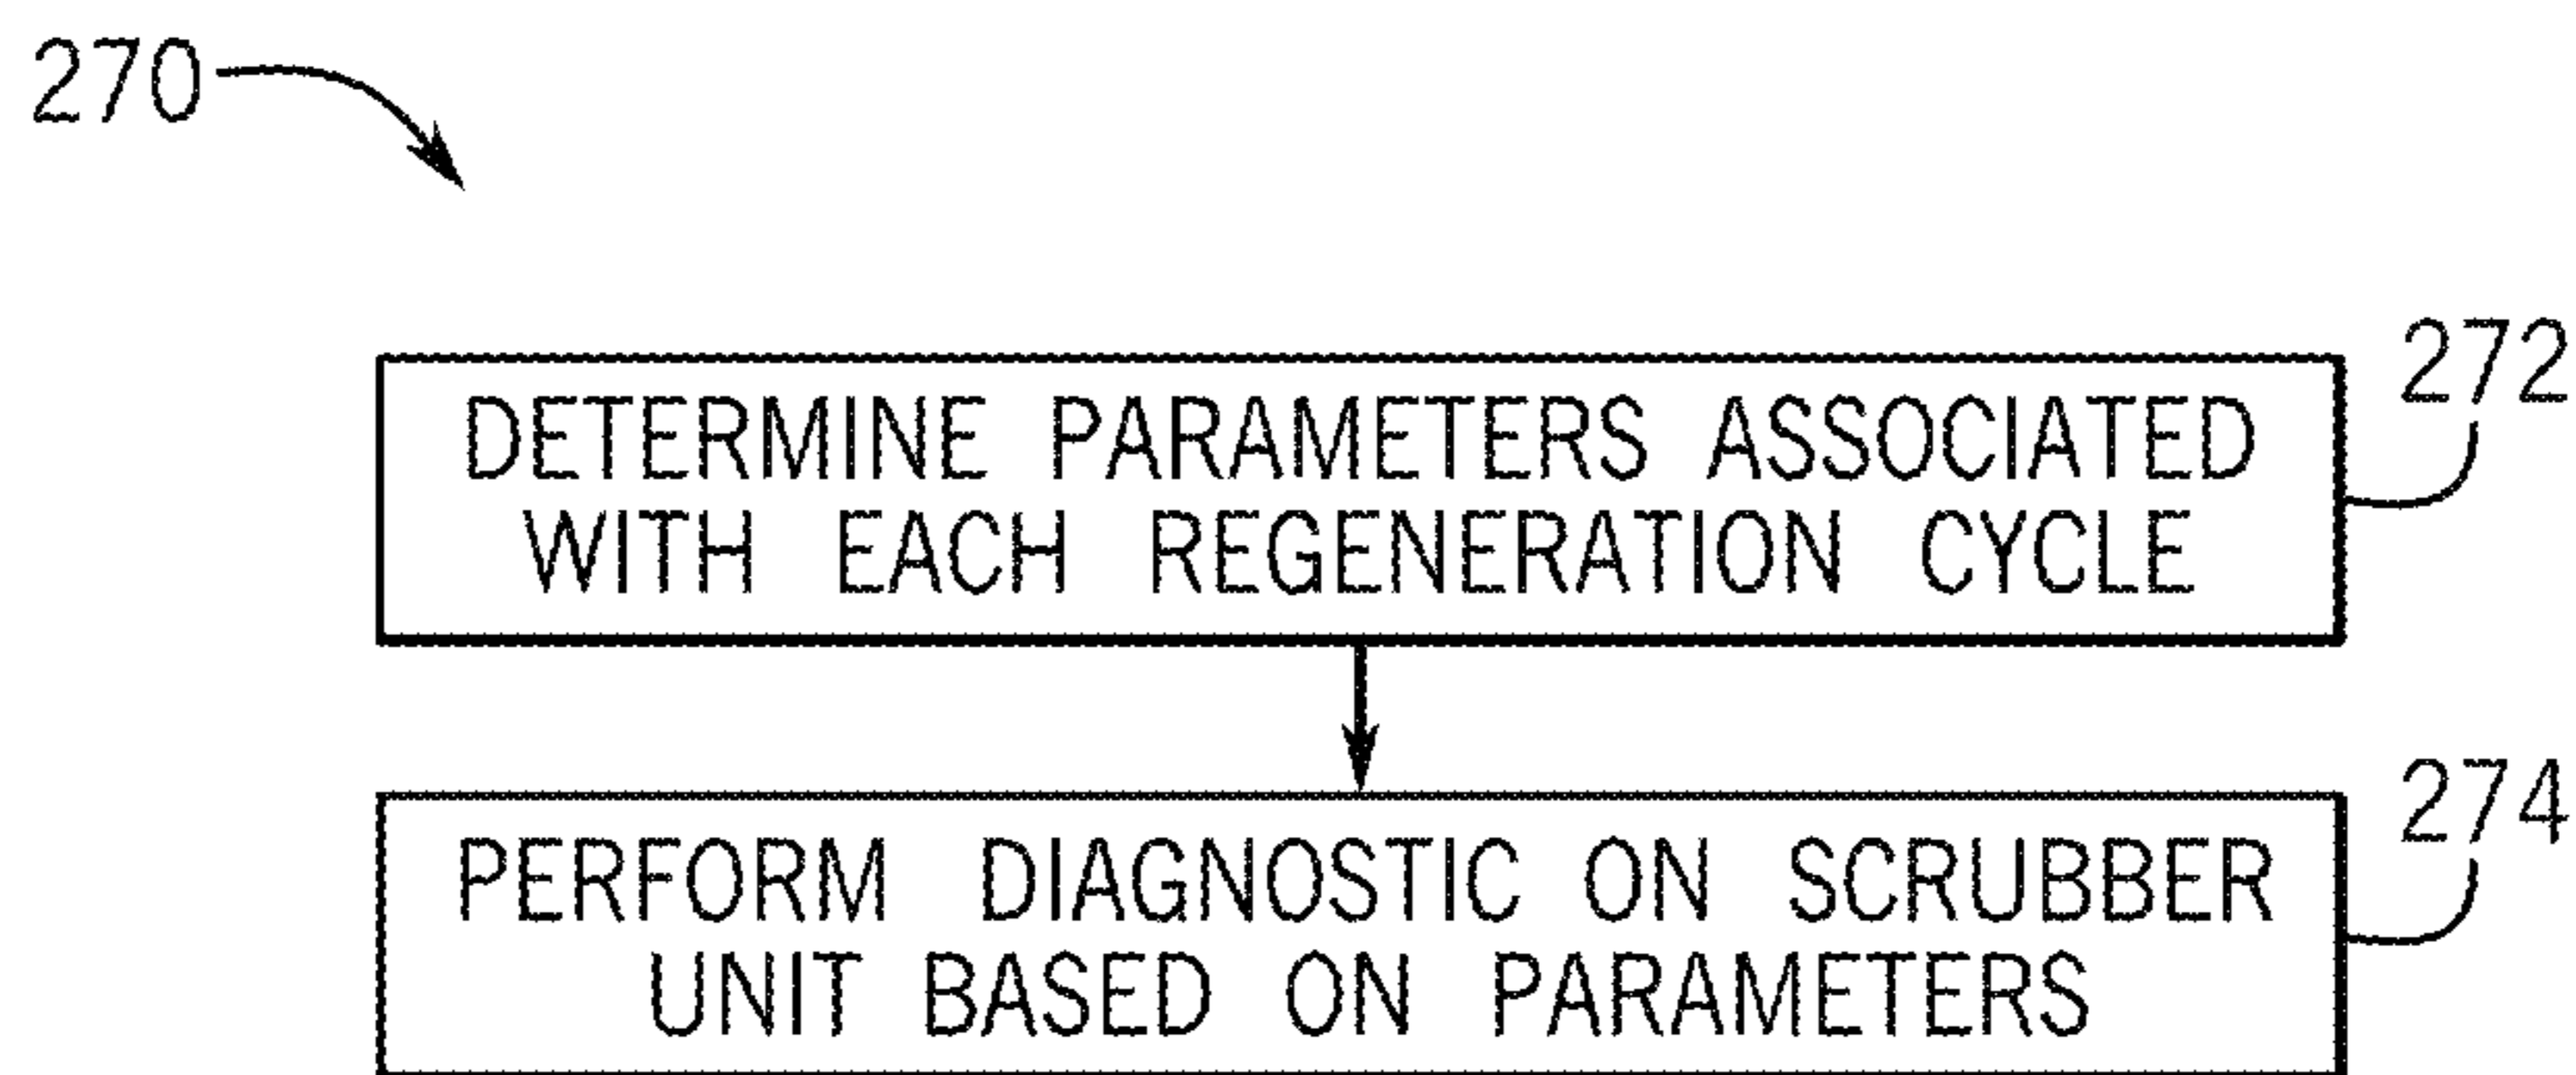 270
DETERMINE PARAMETERS ASSOCIATED
WITH EACH REGENERATION CYCLE
272
PERFORM DIAGNOSTIC ON SCRUBBER
UNIT BASED ON PARAMETERS
274